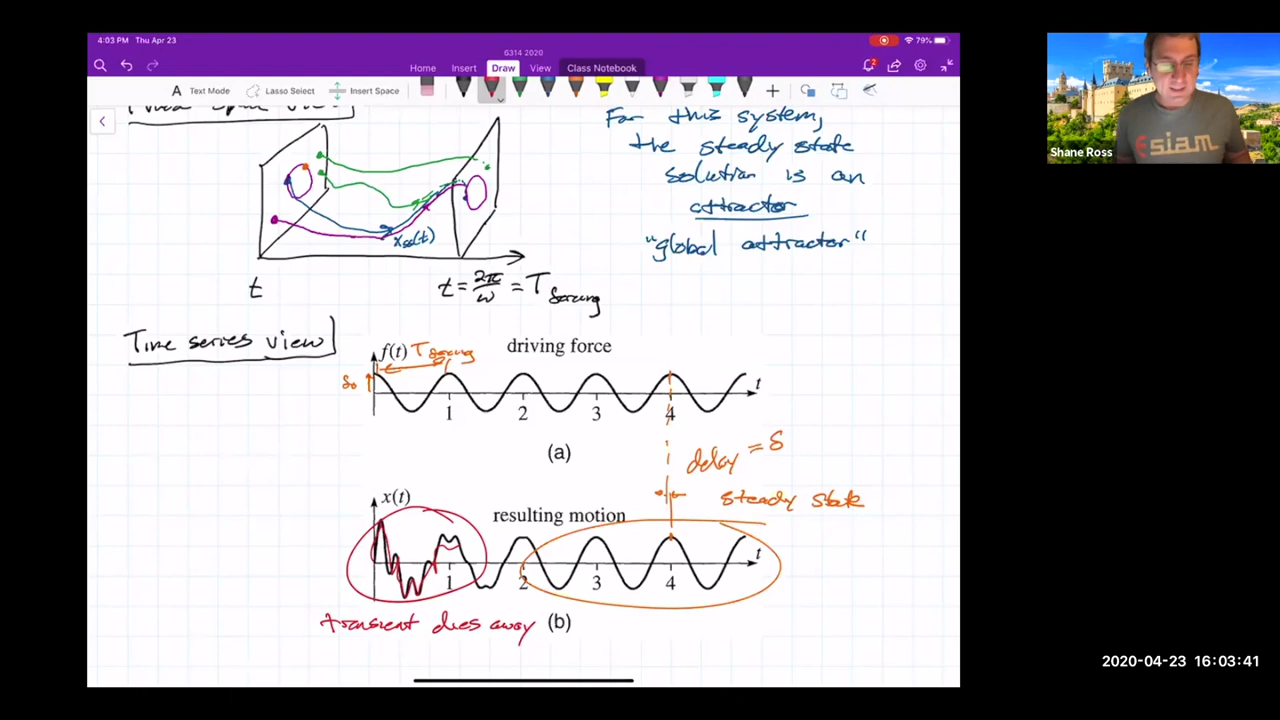 4:03 PM Thu Apr 23
79%
G314 2020
Home Insert Draw View Class Notebook
2
A Text Mode Lasso Select Insert Space
For this system,
the steady state
solution is an
attractor
"global attractor"
xss(t)
t
t = 2π/ω = T forcing
Time series view
f(t) T forcing driving force
f₀
t
1 2 3 4
(a)
delay = δ
steady state
x(t)
resulting motion
t
1 2 3 4
transient dies away (b)
Shane Ross
siam
2020-04-23 16:03:41